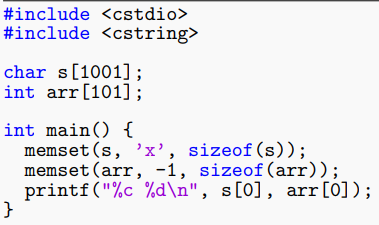 #include <cstdio>
#include <cstring>
char s[1001];
int arr[101];
int main() {
memset(s, ’x’, sizeof(s));
memset(arr, -1, sizeof(arr));
printf("%c %d\n", s[0], arr[0]);
}